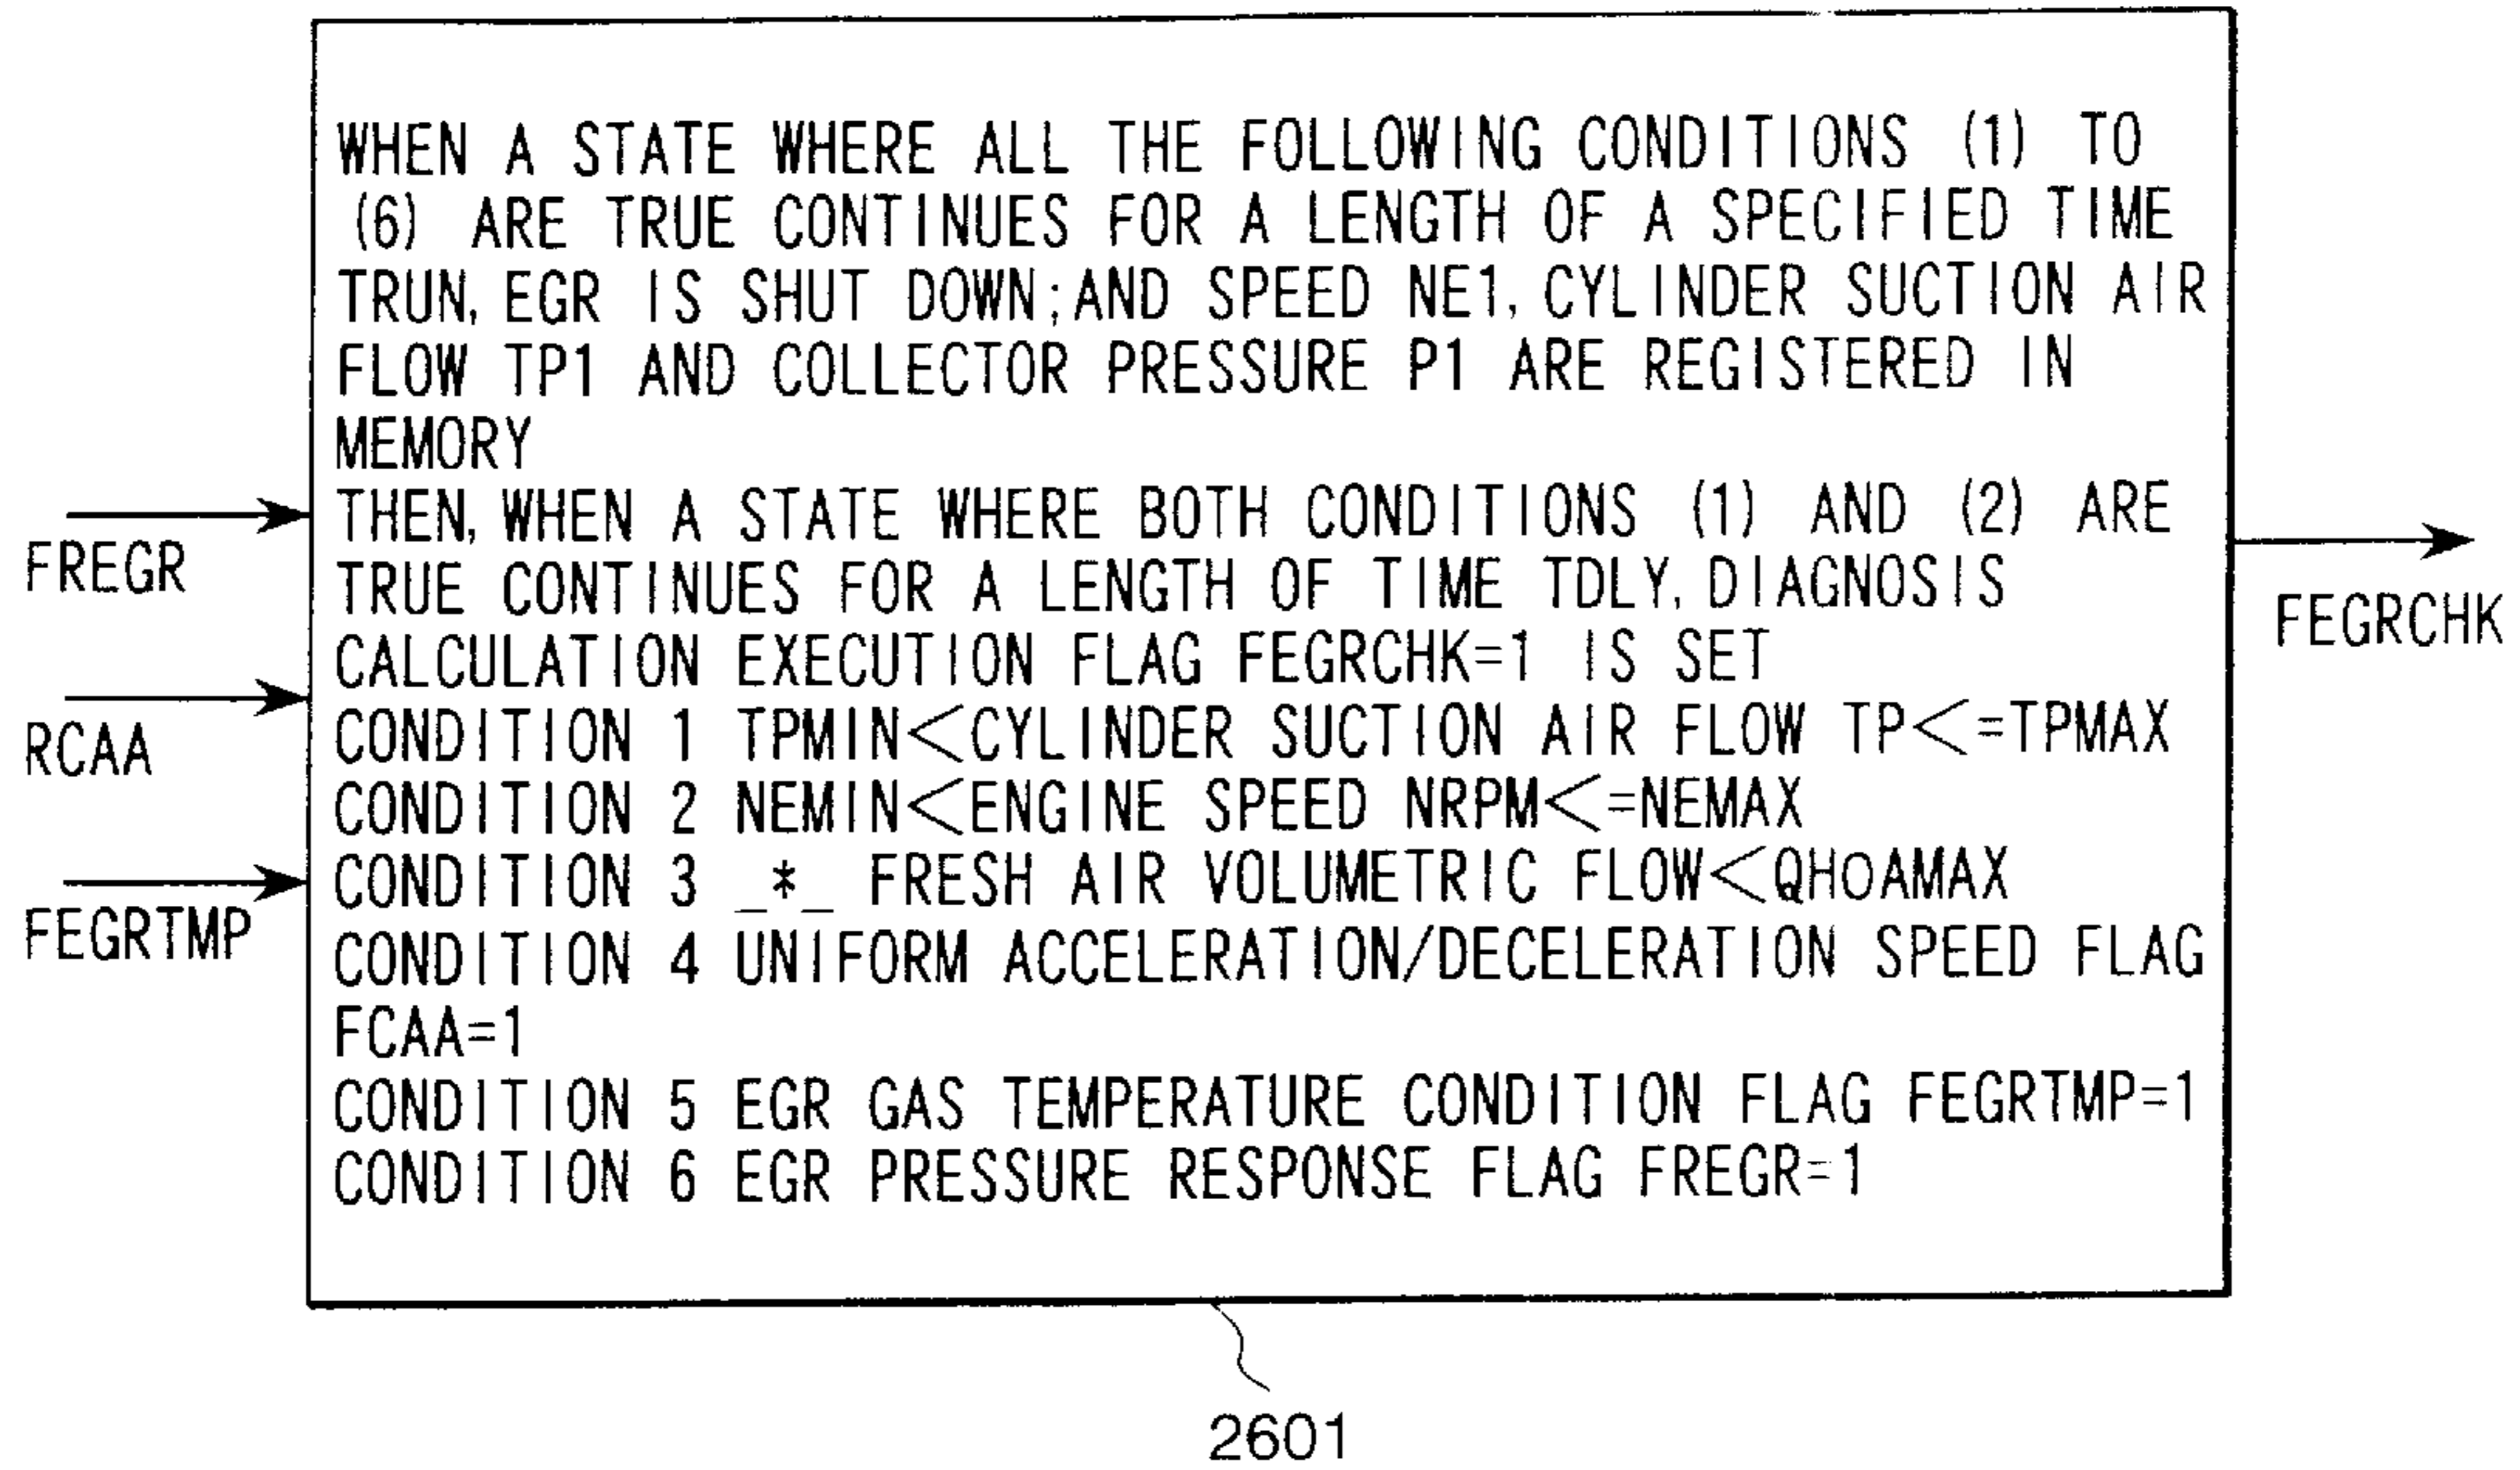 WHEN A STATE WHERE ALL THE FOLLOWING CONDITIONS (1) TO
(6) ARE TRUE CONTINUES FOR A LENGTH OF A SPECIFIED TIME
TRUN, EGR IS SHUT DOWN;AND SPEED NE1, CYLINDER SUCTION AIR
FLOW TP1 AND COLLECTOR PRESSURE P1 ARE REGISTERED IN
MEMORY
THEN, WHEN A STATE WHERE BOTH CONDITIONS (1) AND (2) ARE
TRUE CONTINUES FOR A LENGTH OF TIME TDLY, DIAGNOSIS
CALCULATION EXECUTION FLAG FEGRCHK=1 IS SET
CONDITION 1 TPMIN<CYLINDER SUCTION AIR FLOW TP<=TPMAX
CONDITION 2 NEMIN<ENGINE SPEED NRPM<=NEMAX
CONDITION 3 _*_ FRESH AIR VOLUMETRIC FLOW<QHOAMAX
CONDITION 4 UNIFORM ACCELERATION/DECELERATION SPEED FLAG
FCAA=1
CONDITION 5 EGR GAS TEMPERATURE CONDITION FLAG FEGRTMP=1
CONDITION 6 EGR PRESSURE RESPONSE FLAG FREGR=1
FREGR
RCAA
FEGRTMP
FEGRCHK
2601